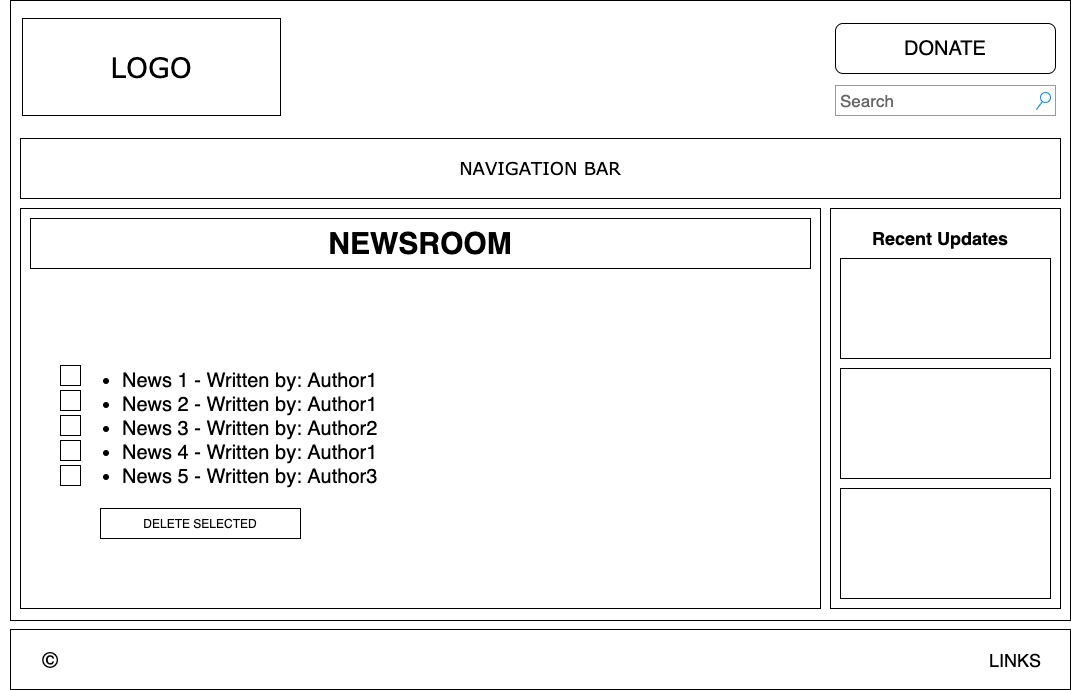 LOGO
DONATE
Search
NAVIGATION BAR
NEWSROOM
Recent Updates
• News 1 - Written by: Author1
• News 2 - Written by: Author1
• News 3 - Written by: Author2
• News 4 - Written by: Author1
• News 5 - Written by: Author3
DELETE SELECTED
©
LINKS